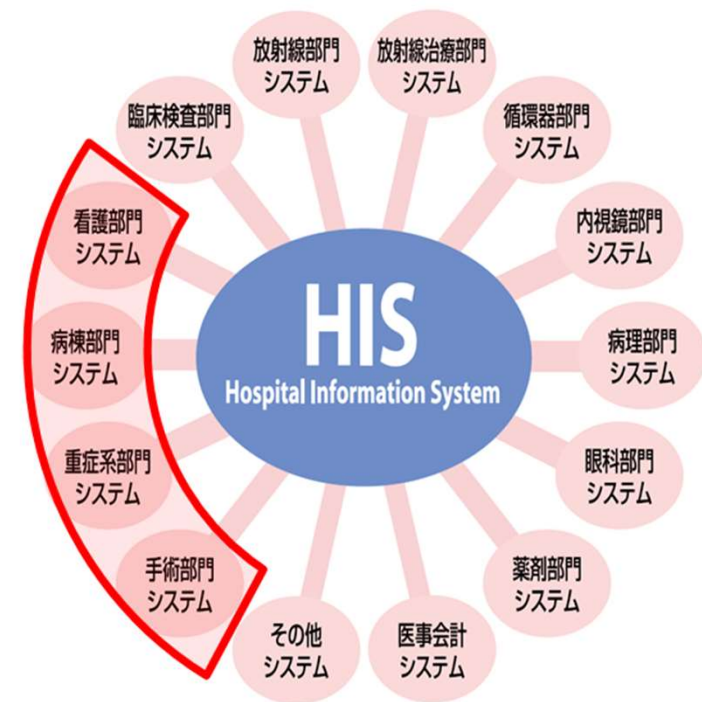 放射線部門
システム
放射線治療部門
システム
臨床検査部門
システム
循環器部門
システム
看護部門
システム
内視鏡部門
システム
HIS
Hospital Information System
病棟部門
システム
病理部門
システム
重症系部門
システム
眼科部門
システム
手術部門
システム
薬剤部門
システム
その他
システム
医事会計
システム